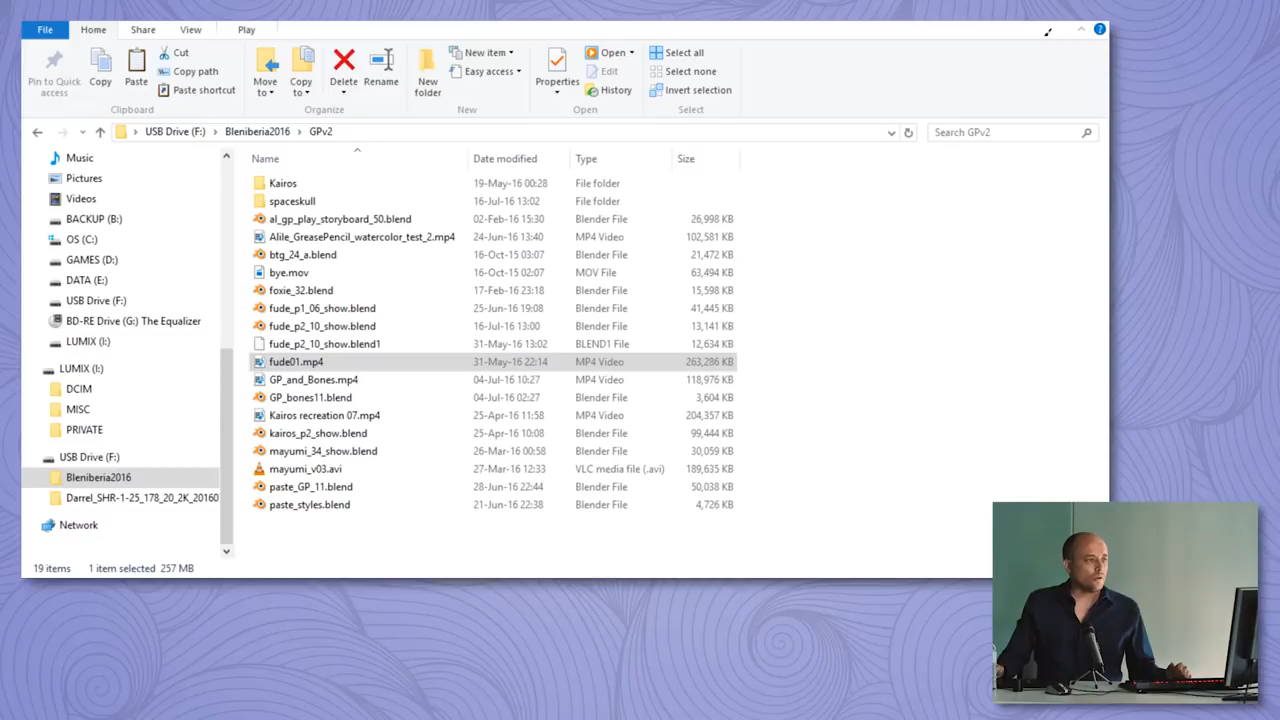 File Home Share View Play
Pin to Quick access
Copy
Paste
Cut
Copy path
Paste shortcut
Clipboard
Move to
Copy to
Delete
Rename
Organize
New folder
New item
Easy access
New
Properties
Open
Edit
History
Open
Select all
Select none
Invert selection
Select
USB Drive (F:) Bleniberia2016 GPv2
Search GPv2
Music
Pictures
Videos
BACKUP (B:)
OS (C:)
GAMES (D:)
DATA (E:)
USB Drive (F:)
BD-RE Drive (G:) The Equalizer
LUMIX (I:)
LUMIX (I:)
DCIM
MISC
PRIVATE
USB Drive (F:)
Bleniberia2016
Darrel_SHR-1-25_178_20_2K_20160
Network
Name Date modified Type Size
Kairos 19-May-16 00:28 File folder
spaceskull 16-Jul-16 13:02 File folder
al_gp_play_storyboard_50.blend 02-Feb-16 15:30 Blender File 26,998 KB
Alile_GreasePencil_watercolor_test_2.mp4 24-Jun-16 13:40 MP4 Video 102,581 KB
btg_24_a.blend 16-Oct-15 03:07 Blender File 21,472 KB
bye.mov 16-Oct-15 02:07 MOV File 63,494 KB
foxie_32.blend 17-Feb-16 23:18 Blender File 15,598 KB
fude_p1_06_show.blend 25-Jun-16 19:08 Blender File 41,445 KB
fude_p2_10_show.blend 16-Jul-16 13:00 Blender File 13,141 KB
fude_p2_10_show.blend1 31-May-16 13:02 BLEND1 File 12,634 KB
fude01.mp4 31-May-16 22:14 MP4 Video 263,286 KB
GP_and_Bones.mp4 04-Jul-16 10:27 MP4 Video 118,976 KB
GP_bones11.blend 04-Jul-16 02:27 Blender File 3,604 KB
Kairos recreation 07.mp4 25-Apr-16 11:58 MP4 Video 204,357 KB
kairos_p2_show.blend 25-Apr-16 10:08 Blender File 99,444 KB
mayumi_34_show.blend 26-Mar-16 00:58 Blender File 30,059 KB
mayumi_v03.avi 27-Mar-16 12:33 VLC media file (.avi) 189,635 KB
paste_GP_11.blend 28-Jun-16 22:44 Blender File 50,038 KB
paste_styles.blend 21-Jun-16 22:38 Blender File 4,726 KB
19 items 1 item selected 257 MB